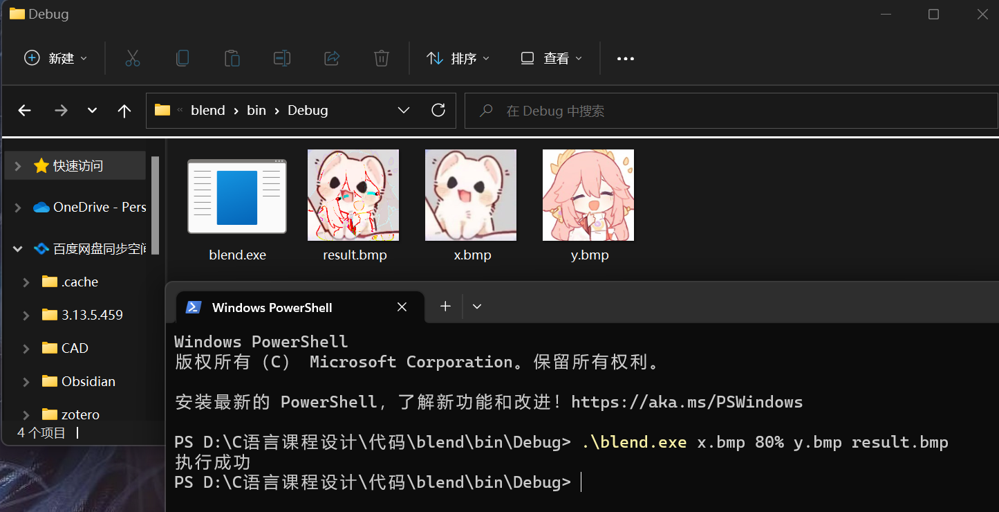 Debug
新建
排序
查看
« blend › bin › Debug
在 Debug 中搜索
快速访问
OneDrive - Pers
百度网盘同步空间
.cache
3.13.5.459
CAD
Obsidian
zotero
4 个项目
blend.exe
result.bmp
x.bmp
y.bmp
Windows PowerShell
Windows PowerShell
版权所有 (C) Microsoft Corporation。保留所有权利。
安装最新的 PowerShell，了解新功能和改进！https://aka.ms/PSWindows
PS D:\C语言课程设计\代码\blend\bin\Debug> .\blend.exe x.bmp 80% y.bmp result.bmp
执行成功
PS D:\C语言课程设计\代码\blend\bin\Debug>